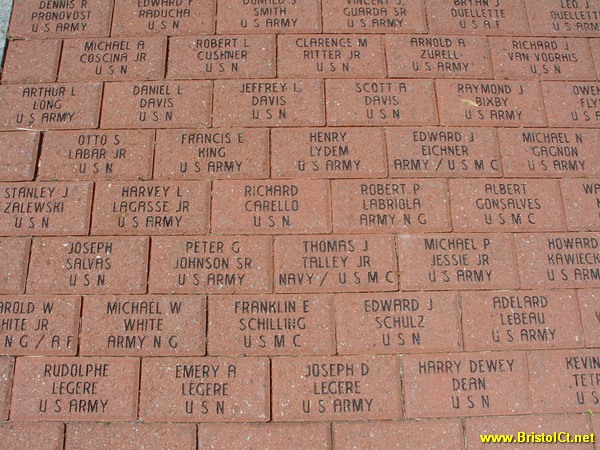 DENNIS R
PRONOVOST
U S ARMY
EDWARD F
RADUCHA
U S ARMY
DONALD J
SMITH
U S ARMY
VINCENT J
GUARDA SR
U S ARMY
BRYAN J
OUELLETTE
U S A F
LEO J
OUELLETTE
U S ARMY
MICHAEL A
COSCINA JR
U S N
ROBERT L
CUSHNER
U S N
CLARENCE M
RITTER JR
U S N
ARNOLD A
ZURELL
U S ARMY
RICHARD J
VAN VOORHIS
U S N
ARTHUR L
LONG
U S ARMY
DANIEL L
DAVIS
U S N
JEFFREY L
DAVIS
U S N
SCOTT A
DAVIS
U S N
RAYMOND J
BIXBY
U S ARMY
OWEN
FLY
U S A
OTTO S
LABAR JR
U S N
FRANCIS E
KING
U S ARMY
HENRY
LYDEM
U S ARMY
EDWARD J
EICHNER
ARMY / U S M C
MICHAEL N
GAGNON
U S ARMY
STANLEY J
ZALEWSKI
U S N
HARVEY L
LAGASSE JR
U S ARMY
RICHARD
CARELLO
U S N
ROBERT P
LABRIOLA
ARMY N G
ALBERT
GONSALVES
U S M C
JOSEPH
SALVAS
U S N
PETER G
JOHNSON SR
U S ARMY
THOMAS J
TALLEY JR
NAVY / U S M C
MICHAEL P
JESSIE JR
U S ARMY
HOWARD
KAWIECK
U S ARMY
AROLD W
HITE JR
N G / A F
MICHAEL W
WHITE
ARMY N G
FRANKLIN E
SCHILLING
U S M C
EDWARD J
SCHULZ
U S N
ADELARD
LeBEAU
U S ARMY
RUDOLPHE
LEGERE
U S ARMY
EMERY A
LEGERE
U S N
JOSEPH D
LEGERE
U S ARMY
HARRY DEWEY
DEAN
U S N
KEVIN
TETR
U S
www.BristolCt.net